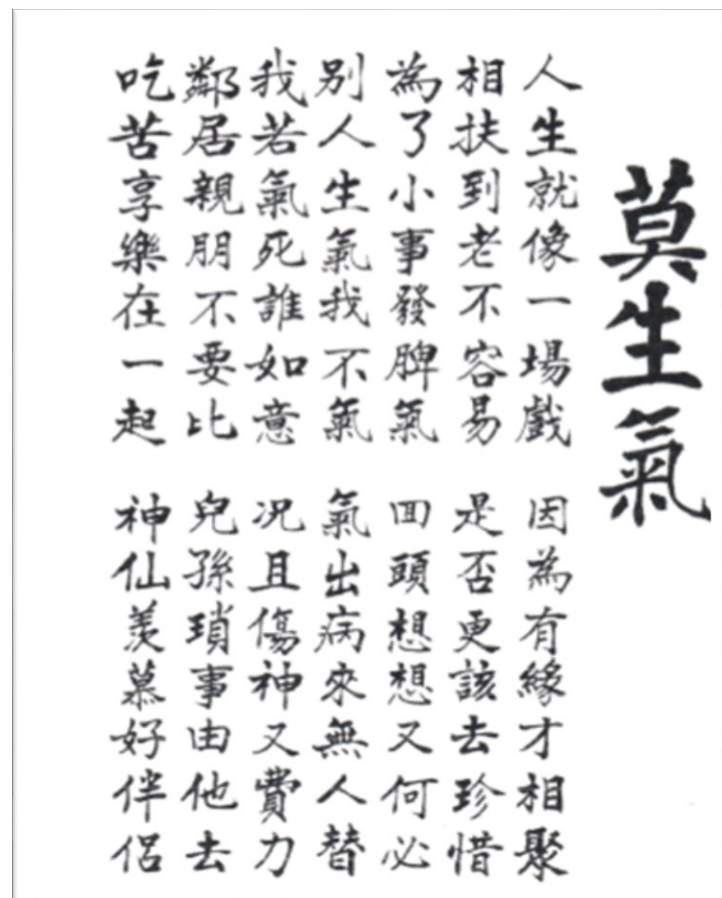 莫生氣
人生就像一場戲 因為有緣才相聚
相扶到老不容易 是否更該去珍惜
為了小事發脾氣 回頭想想又何必
別人生氣我不氣 氣出病來無人替
我若氣死誰如意 况且傷神又費力
鄰居親朋不要比 兒孫瑣事由他去
吃苦享樂在一起 神仙羨慕好伴侶